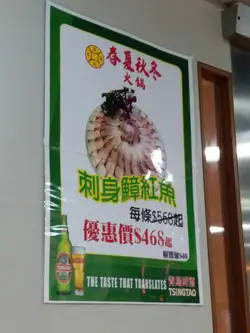 春夏秋冬
火鍋
刺身鱆紅魚
每條$568起
優惠價$468起
THE TASTE THAT TRANSLATES
TSINGTAO